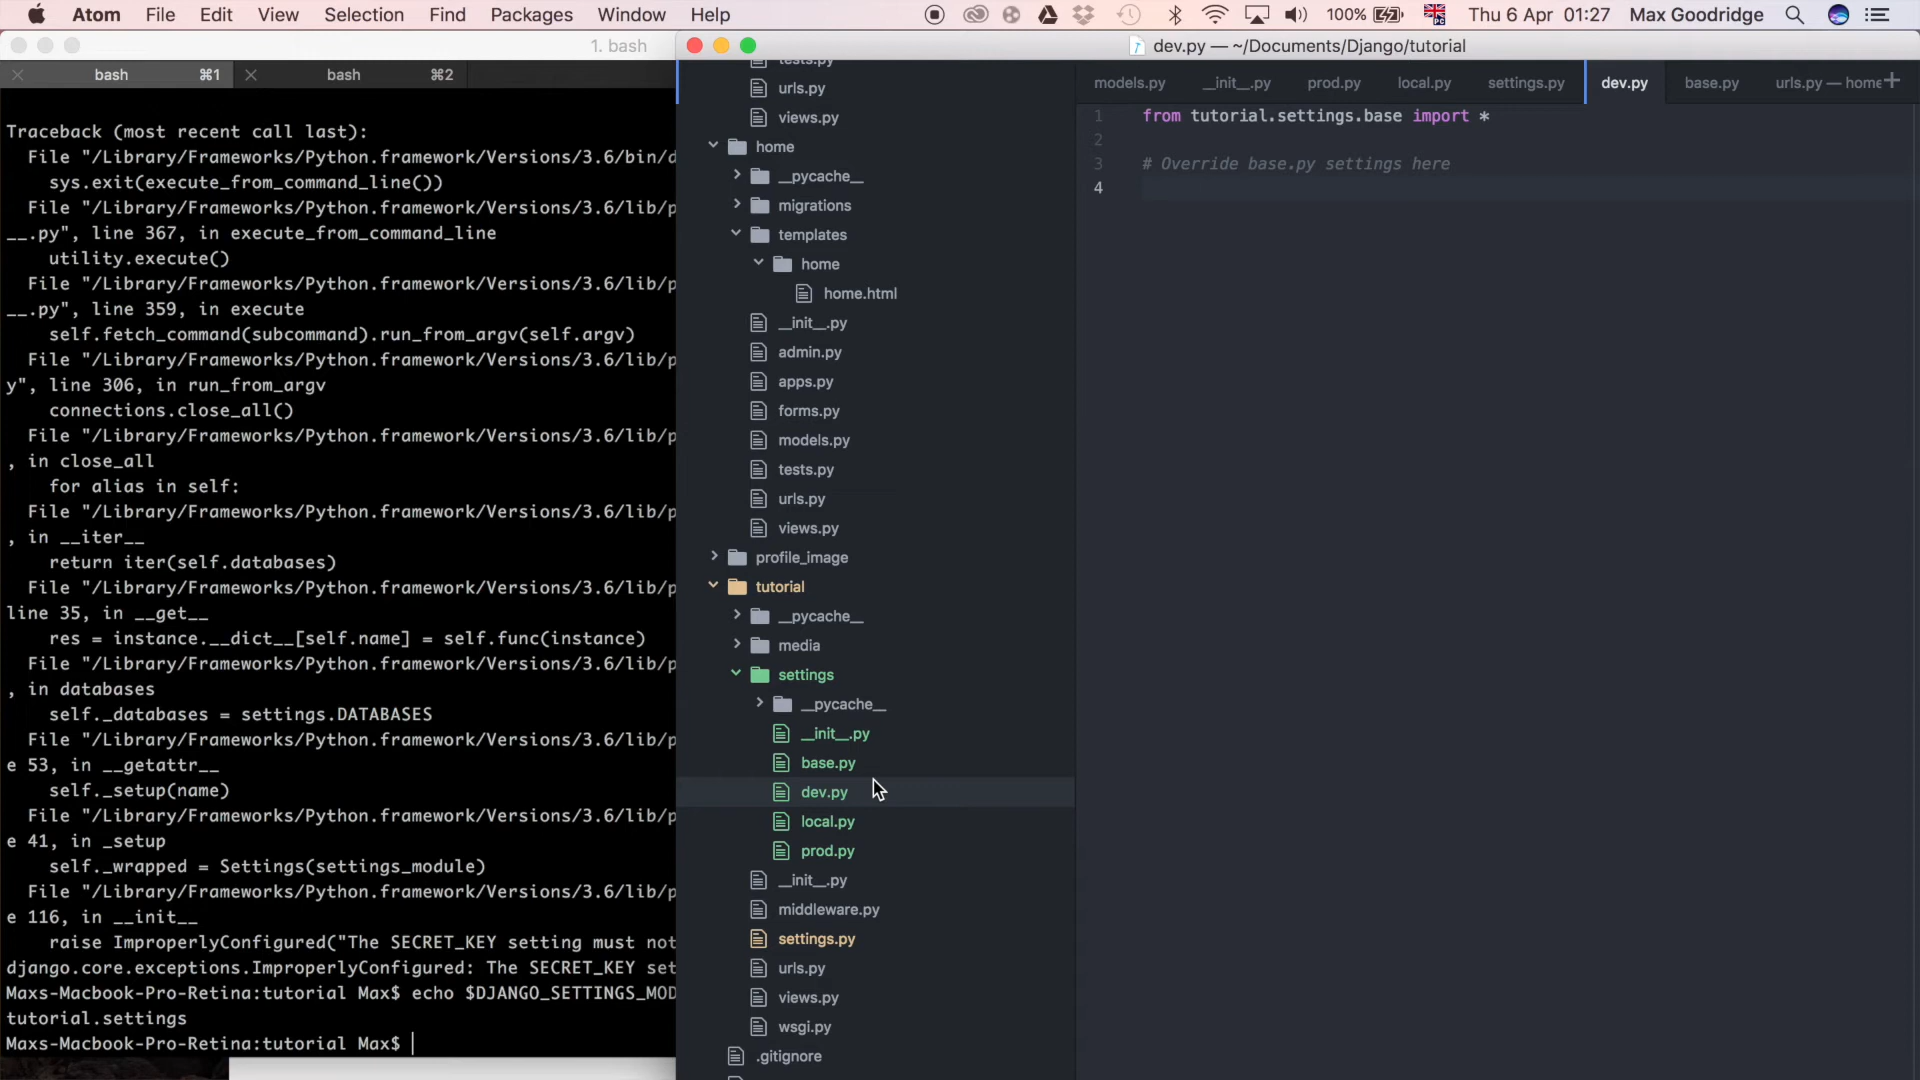 Atom File Edit View Selection Find Packages Window Help 100% Thu 6 Apr 01:27 Max Goodridge
1. bash
bash ⌘1 bash ⌘2
Traceback (most recent call last):
File "/Library/Frameworks/Python.framework/Versions/3.6/bin/d
sys.exit(execute_from_command_line())
File "/Library/Frameworks/Python.framework/Versions/3.6/lib/p
__.py", line 367, in execute_from_command_line
utility.execute()
File "/Library/Frameworks/Python.framework/Versions/3.6/lib/p
__.py", line 359, in execute
self.fetch_command(subcommand).run_from_argv(self.argv)
File "/Library/Frameworks/Python.framework/Versions/3.6/lib/p
y", line 306, in run_from_argv
connections.close_all()
File "/Library/Frameworks/Python.framework/Versions/3.6/lib/p
, in close_all
for alias in self:
File "/Library/Frameworks/Python.framework/Versions/3.6/lib/p
, in __iter__
return iter(self.databases)
File "/Library/Frameworks/Python.framework/Versions/3.6/lib/p
line 35, in __get__
res = instance.__dict__[self.name] = self.func(instance)
File "/Library/Frameworks/Python.framework/Versions/3.6/lib/p
, in databases
self._databases = settings.DATABASES
File "/Library/Frameworks/Python.framework/Versions/3.6/lib/p
e 53, in __getattr__
self._setup(name)
File "/Library/Frameworks/Python.framework/Versions/3.6/lib/p
e 41, in _setup
self._wrapped = Settings(settings_module)
File "/Library/Frameworks/Python.framework/Versions/3.6/lib/p
e 116, in __init__
raise ImproperlyConfigured("The SECRET_KEY setting must not
django.core.exceptions.ImproperlyConfigured: The SECRET_KEY set
Maxs-Macbook-Pro-Retina:tutorial Max$ echo $DJANGO_SETTINGS_MOD
tutorial.settings
Maxs-Macbook-Pro-Retina:tutorial Max$
dev.py — ~/Documents/Django/tutorial
tests.py
urls.py
views.py
home
__pycache__
migrations
templates
home
home.html
__init__.py
admin.py
apps.py
forms.py
models.py
tests.py
urls.py
views.py
profile_image
tutorial
__pycache__
media
settings
__pycache__
__init__.py
base.py
dev.py
local.py
prod.py
__init__.py
middleware.py
settings.py
urls.py
views.py
wsgi.py
.gitignore
models.py __init__.py prod.py local.py settings.py dev.py base.py urls.py — home
1 from tutorial.settings.base import *
2
3 # Override base.py settings here
4